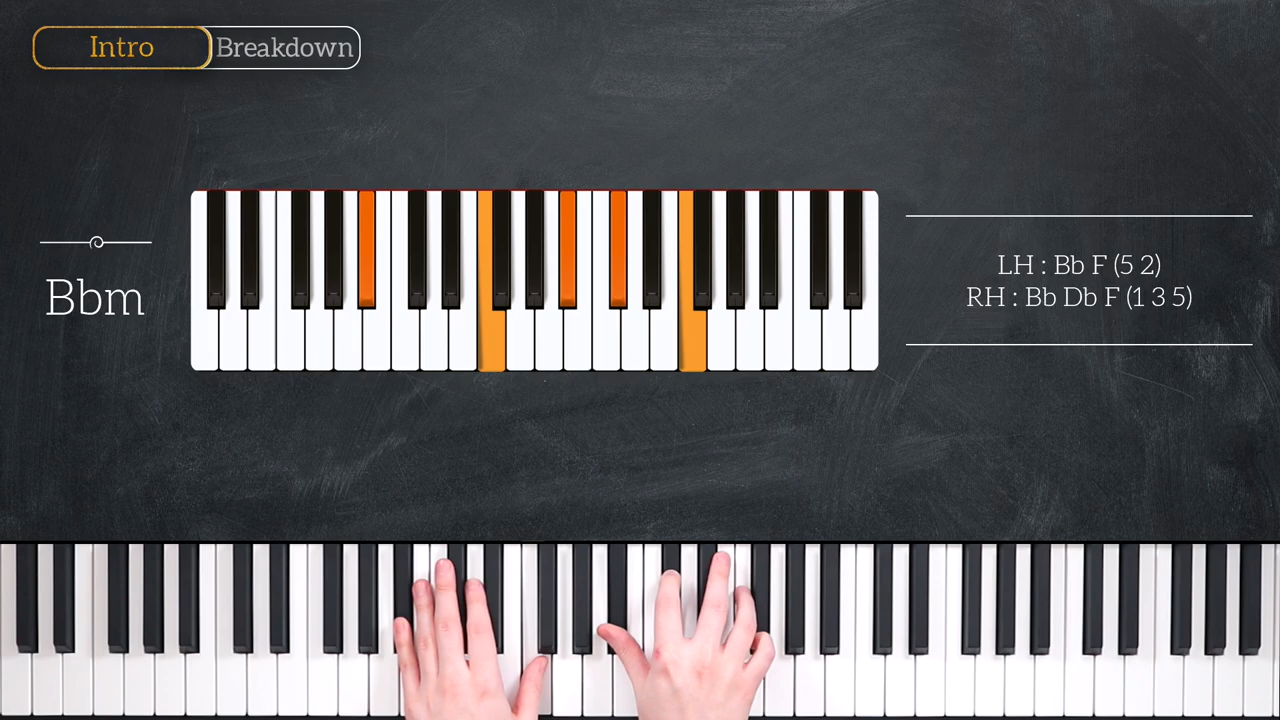 Intro Breakdown
Bbm
LH : Bb F (5 2)
RH : Bb Db F (1 3 5)